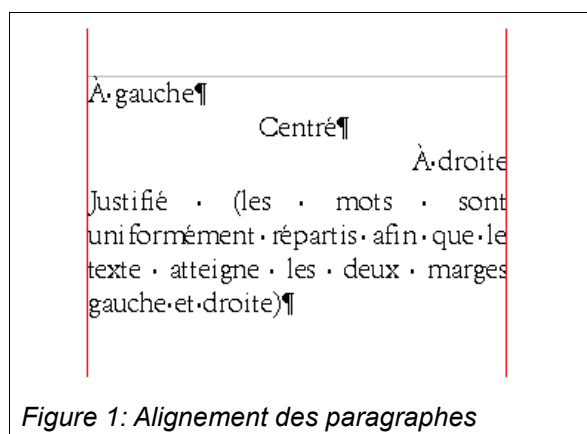 À·gauche¶
Centré¶
À·droite
Justifié · (les · mots · sont
uniformément·répartis·afin·que·le
texte · atteigne · les · deux · marges
gauche·et·droite)¶
Figure 1: Alignement des paragraphes